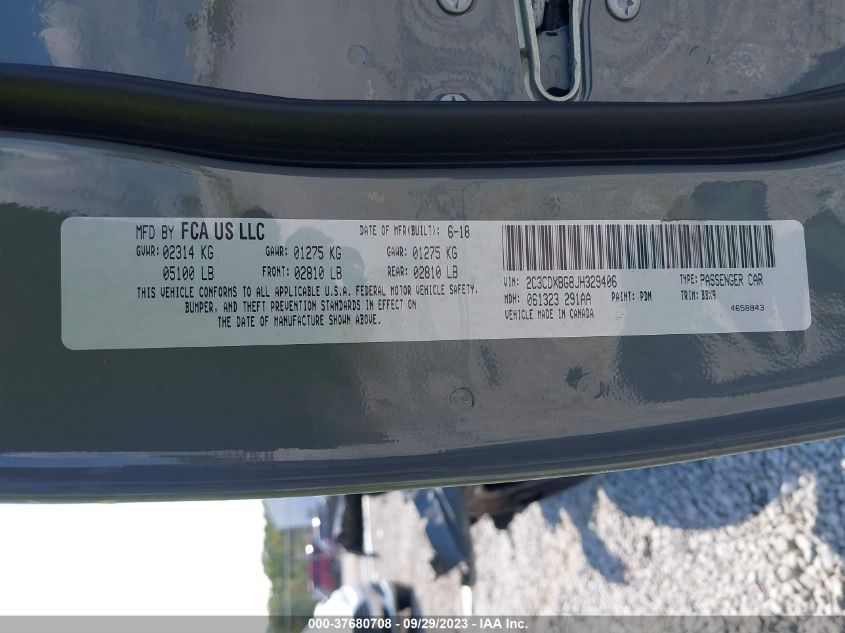 MFD BY FCA US LLC
DATE OF MFR(BUILT): 6-18
GVWR: 02314 KG GAWR: 01275 KG GAWR: 01275 KG
05100 LB FRONT: 02810 LB REAR: 02810 LB
THIS VEHICLE CONFORMS TO ALL APPLICABLE U.S.A. FEDERAL MOTOR VEHICLE SAFETY,
BUMPER, AND THEFT PREVENTION STANDARDS IN EFFECT ON
THE DATE OF MANUFACTURE SHOWN ABOVE.
VIN: 2C3CDXBG8JH329406 TYPE: PASSENGER CAR
MDH: 061323 291AA PAINT: PDN TRIM: BBX9
VEHICLE MADE IN CANADA 4658843
000-37680708 - 09/29/2023 - IAA Inc.